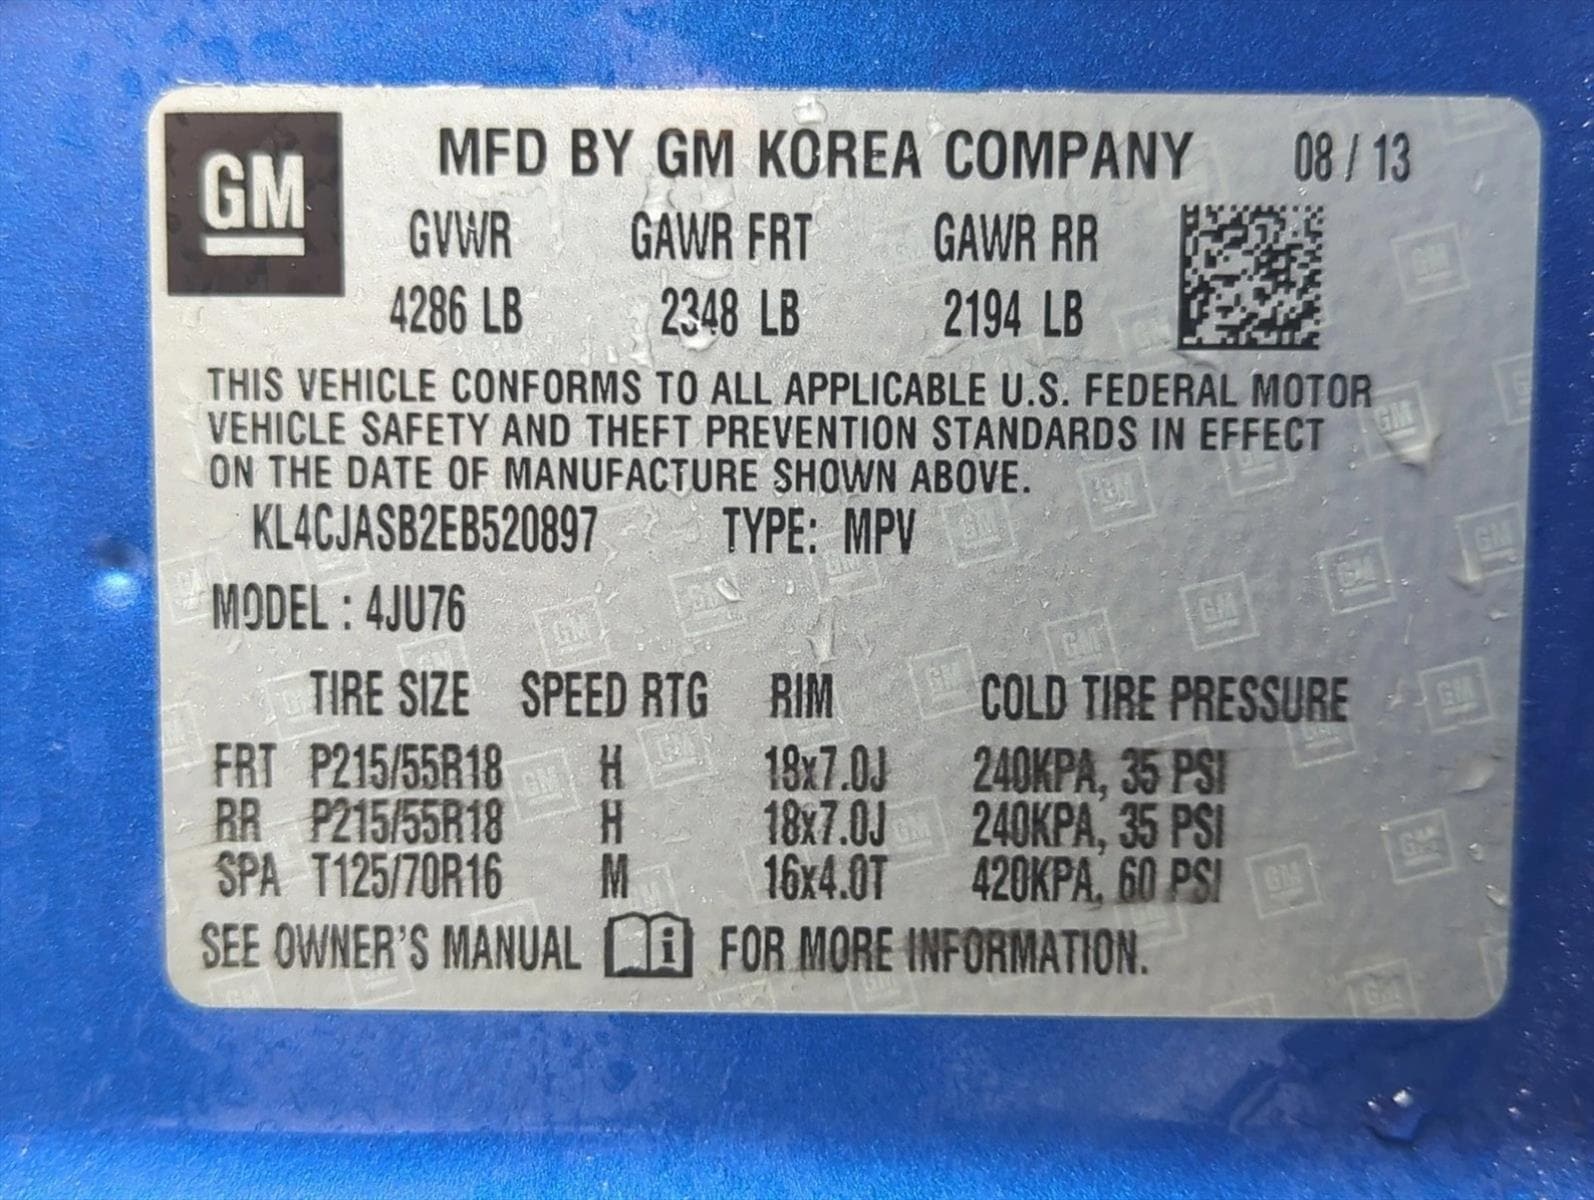 GM
MFD BY GM KOREA COMPANY 08 / 13
GVWR GAWR FRT GAWR RR
4286 LB 2348 LB 2194 LB
THIS VEHICLE CONFORMS TO ALL APPLICABLE U.S. FEDERAL MOTOR
VEHICLE SAFETY AND THEFT PREVENTION STANDARDS IN EFFECT
ON THE DATE OF MANUFACTURE SHOWN ABOVE.
KL4CJASB2EB520897 TYPE: MPV
MODEL : 4JU76
TIRE SIZE SPEED RTG RIM COLD TIRE PRESSURE
FRT P215/55R18 H 18x7.0J 240KPA, 35 PSI
RR P215/55R18 H 18x7.0J 240KPA, 35 PSI
SPA T125/70R16 M 16x4.0T 420KPA, 60 PSI
SEE OWNER'S MANUAL i FOR MORE INFORMATION.